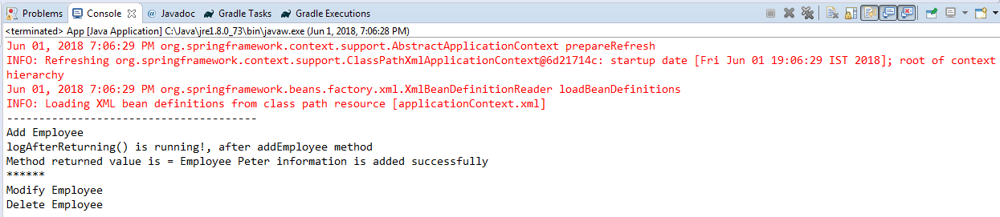 Problems Console Javadoc Gradle Tasks Gradle Executions
<terminated> App [Java Application] C:\Java\jre1.8.0_73\bin\javaw.exe (Jun 1, 2018, 7:06:28 PM)
Jun 01, 2018 7:06:29 PM org.springframework.context.support.AbstractApplicationContext prepareRefresh
INFO: Refreshing org.springframework.context.support.ClassPathXmlApplicationContext@6d21714c: startup date [Fri Jun 01 19:06:29 IST 2018]; root of context
hierarchy
Jun 01, 2018 7:06:29 PM org.springframework.beans.factory.xml.XmlBeanDefinitionReader loadBeanDefinitions
INFO: Loading XML bean definitions from class path resource [applicationContext.xml]
---------------------------------------
Add Employee
logAfterReturning() is running!, after addEmployee method
Method returned value is = Employee Peter information is added successfully
******
Modify Employee
Delete Employee